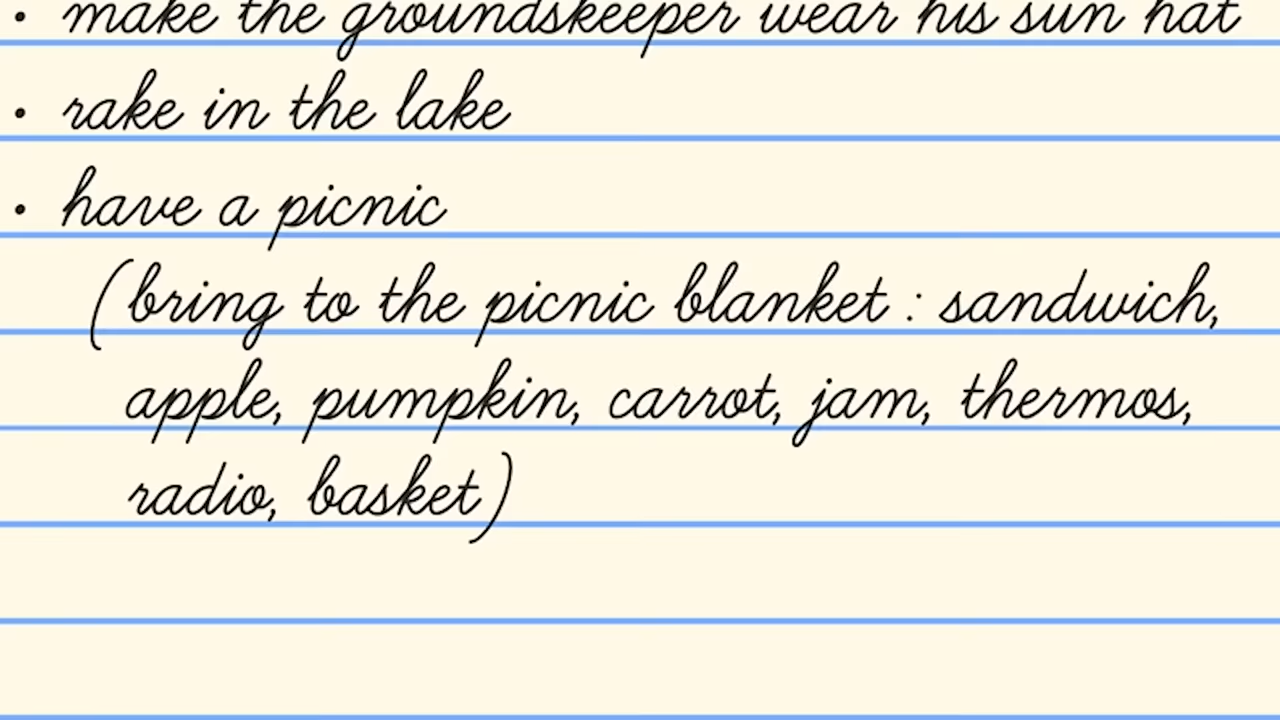 • make the groundskeeper wear his sun hat
• rake in the lake
• have a picnic
(bring to the picnic blanket : sandwich,
apple, pumpkin, carrot, jam, thermos,
radio, basket)